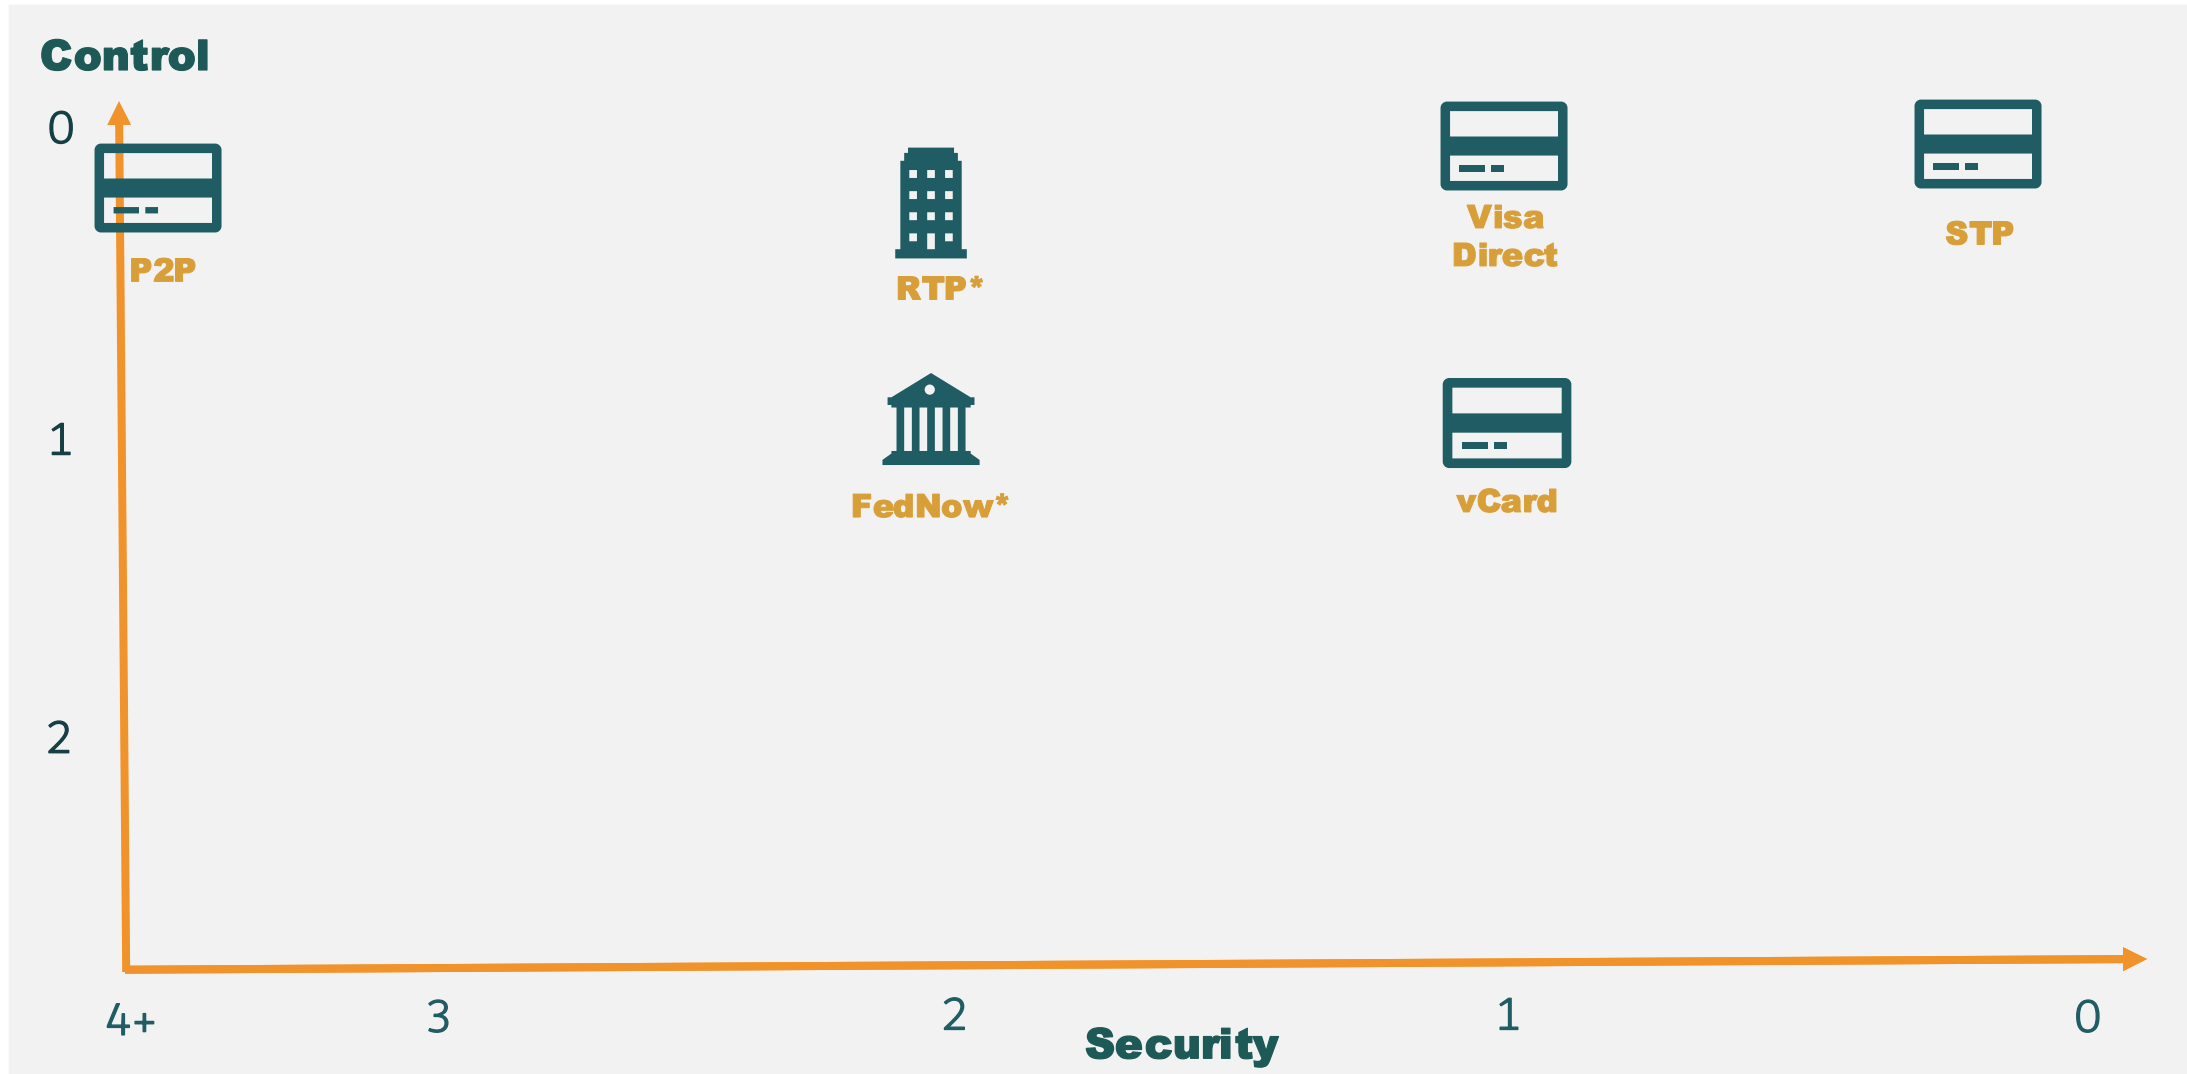 Control
0
P2P
RTP*
Visa
Direct
STP
1
FedNow*
vCard
2
4+
3
2
1
0
Security